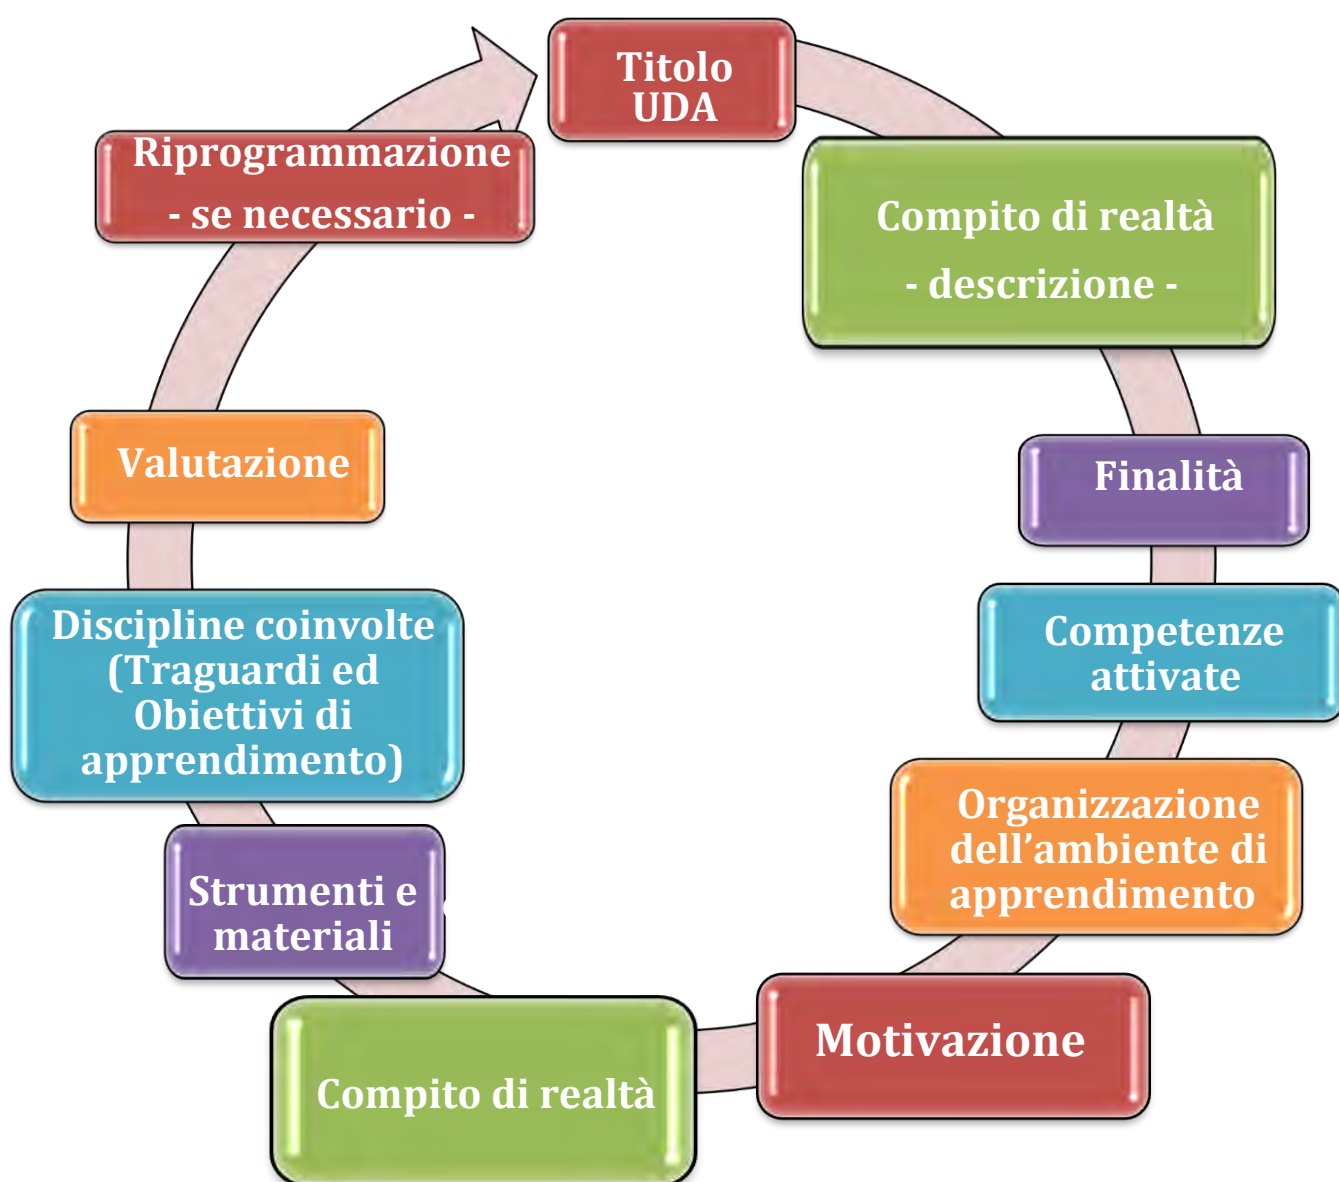 Titolo
UDA
Compito di realtà
- descrizione -
Finalità
Competenze
attivate
Organizzazione
dell’ambiente di
apprendimento
Motivazione
Compito di realtà
Strumenti e
materiali
Discipline coinvolte
(Traguardi ed
Obiettivi di
apprendimento)
Valutazione
Riprogrammazione
- se necessario -